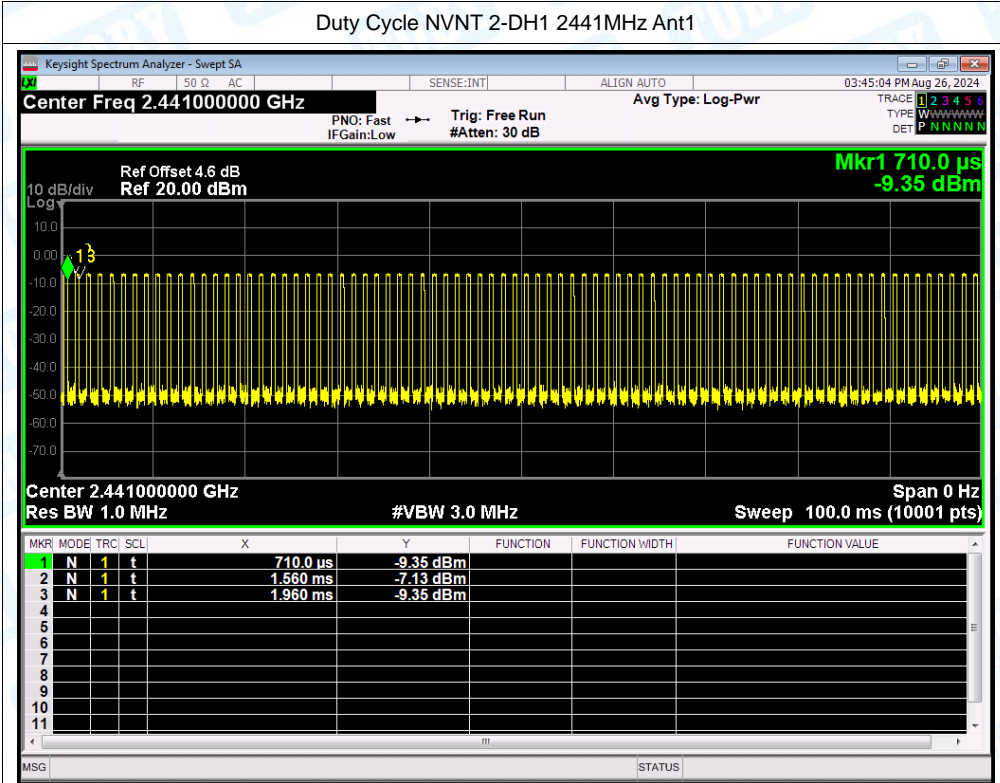 Duty Cycle NVNT 2-DH1 2441MHz Ant1
Keysight Spectrum Analyzer - Swept SA
LXI RF 50 Ω AC SENSE:INT ALIGN AUTO 03:45:04 PM Aug 26, 2024
Center Freq 2.441000000 GHz Avg Type: Log-Pwr TRACE 1 2 3 4 5 6
PNO: Fast Trig: Free Run TYPE WWWWWWW
IFGain:Low #Atten: 30 dB DET P N N N N N
Mkr1 710.0 µs
Ref Offset 4.6 dB
10 dB/div Ref 20.00 dBm -9.35 dBm
Log
10.0
0.00
1 3
-10.0
-20.0
-30.0
-40.0
-50.0
-60.0
-70.0
Center 2.441000000 GHz Span 0 Hz
Res BW 1.0 MHz #VBW 3.0 MHz Sweep 100.0 ms (10001 pts)
MKR MODE TRC SCL X Y FUNCTION FUNCTION WIDTH FUNCTION VALUE
1 N 1 t 710.0 µs -9.35 dBm
2 N 1 t 1.560 ms -7.13 dBm
3 N 1 t 1.960 ms -9.35 dBm
4
5
6
7
8
9
10
11
MSG STATUS